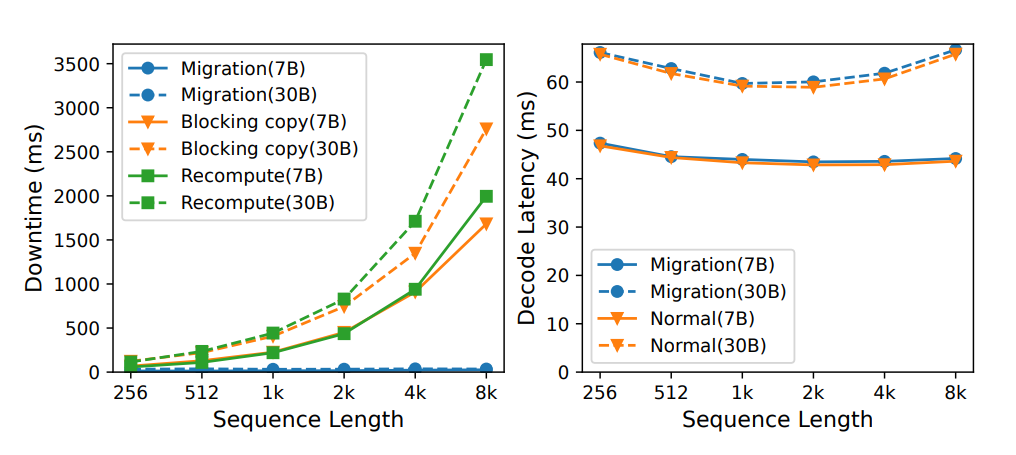 Downtime (ms)
3500
3000
2500
2000
1500
1000
500
0
Migration(7B)
Migration(30B)
Blocking copy(7B)
Blocking copy(30B)
Recompute(7B)
Recompute(30B)
256 512 1k 2k 4k 8k
Sequence Length
Decode Latency (ms)
60
50
40
30
20
10
0
Migration(7B)
Migration(30B)
Normal(7B)
Normal(30B)
256 512 1k 2k 4k 8k
Sequence Length